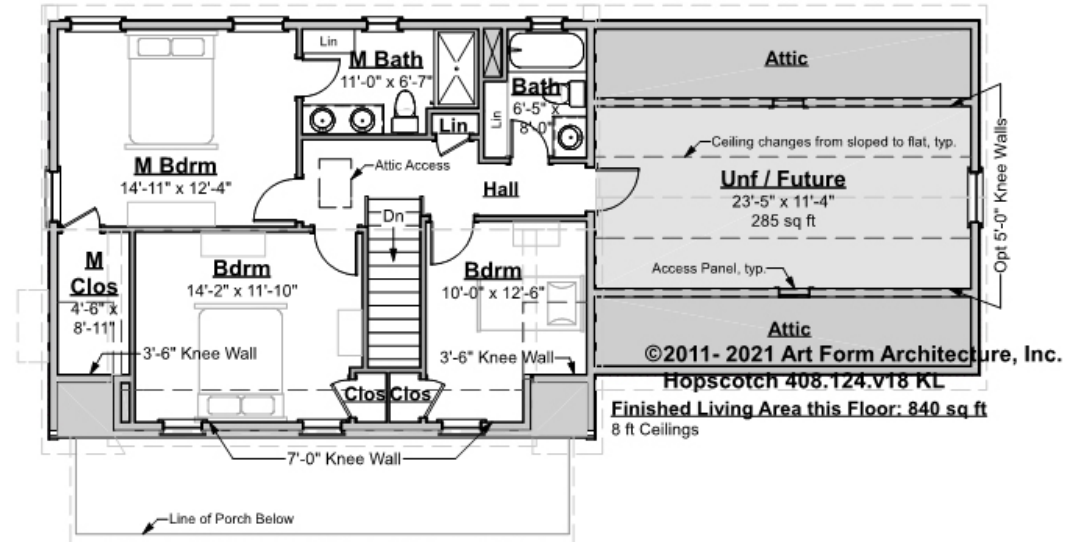 Lin
M Bath
11'-0" x 6'-7"
Bath
6'-5" x
8'-0"
Lin
Lin
Attic
M Bdrm
14'-11" x 12'-4"
Attic Access
Hall
Ceiling changes from sloped to flat, typ.
Unf / Future
23'-5" x 11'-4"
285 sq ft
Opt 5'-0" Knee Walls
Dn
M
Clos
4'-6" x
8'-11"
Bdrm
14'-2" x 11'-10"
Bdrm
10'-0" x 12'-6"
Access Panel, typ.
Attic
3'-6" Knee Wall
3'-6" Knee Wall
Clos
Clos
©2011- 2021 Art Form Architecture, Inc.
Hopscotch 408.124.v18 KL
Finished Living Area this Floor: 840 sq ft
8 ft Ceilings
7'-0" Knee Wall
Line of Porch Below